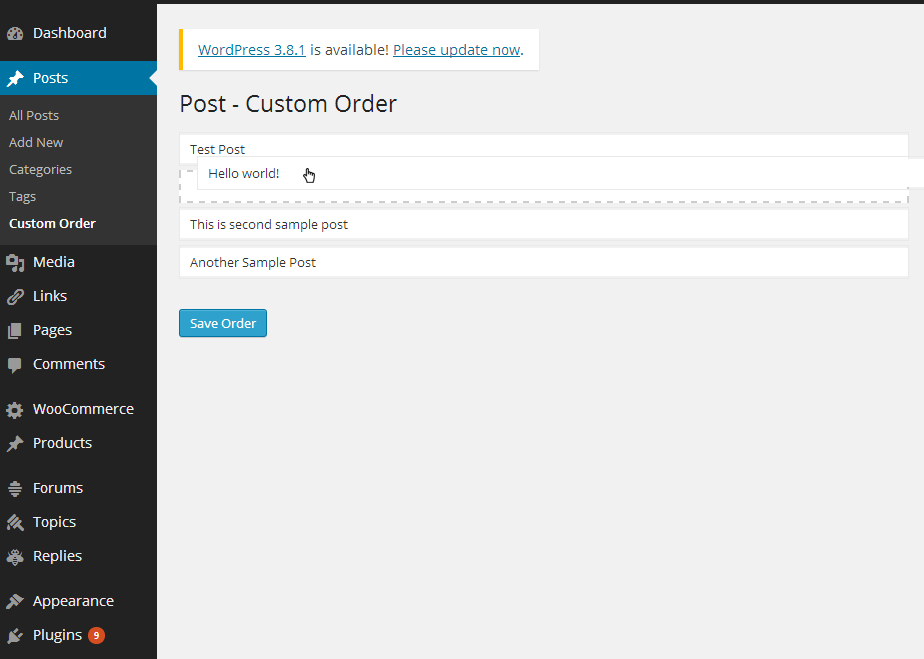 Dashboard
Posts
All Posts
Add New
Categories
Tags
Custom Order
Media
Links
Pages
Comments
WooCommerce
Products
Forums
Topics
Replies
Appearance
Plugins 9
WordPress 3.8.1 is available! Please update now.
Post - Custom Order
Test Post
Hello world!
This is second sample post
Another Sample Post
Save Order